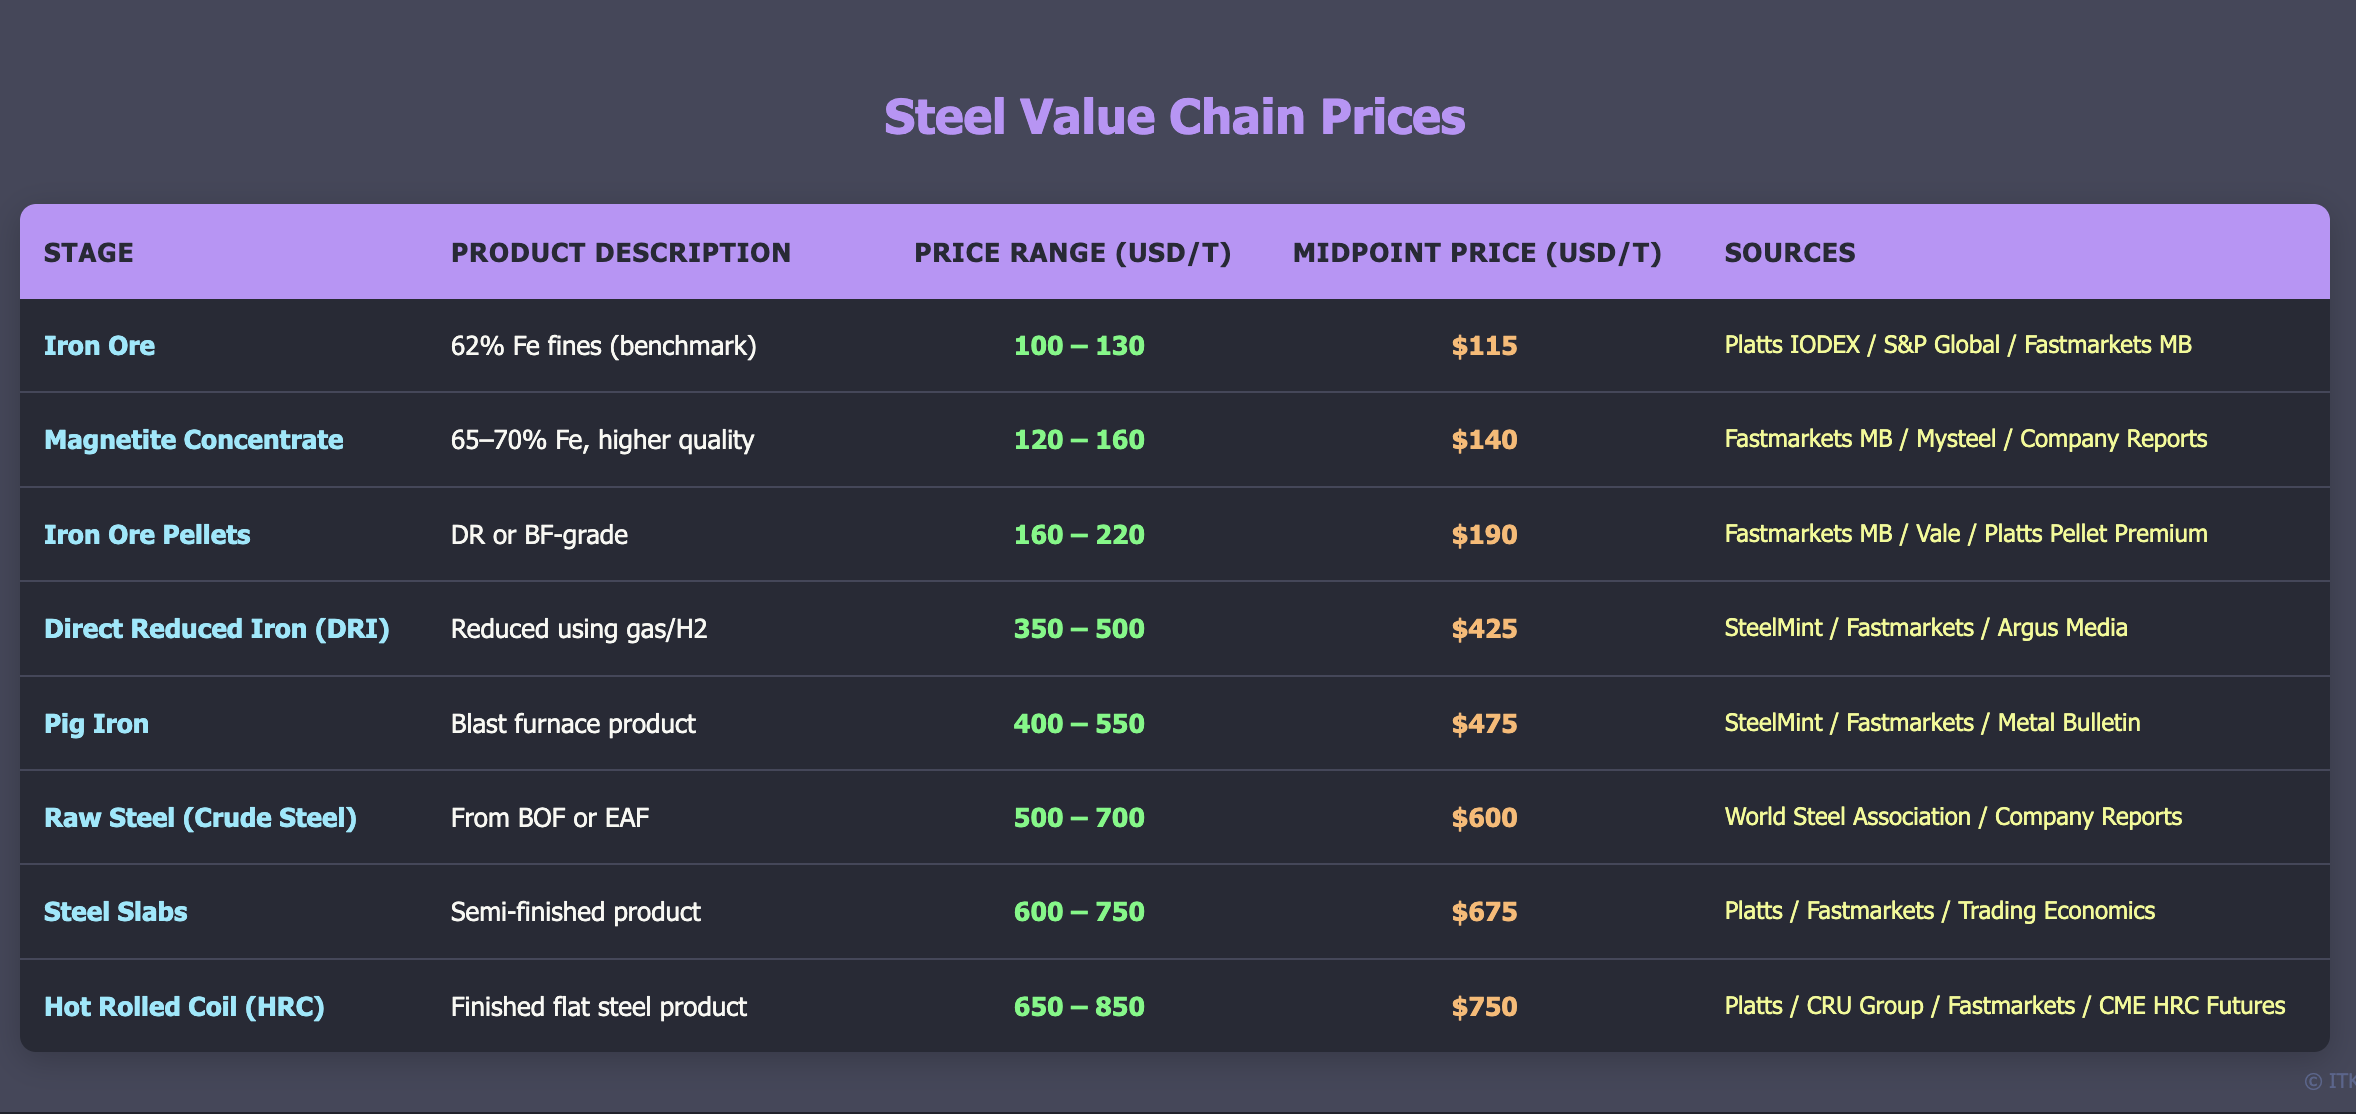 Steel Value Chain Prices
STAGE PRODUCT DESCRIPTION PRICE RANGE (USD/T) MIDPOINT PRICE (USD/T) SOURCES
Iron Ore 62% Fe fines (benchmark) 100 – 130 $115 Platts IODEX / S&P Global / Fastmarkets MB
Magnetite Concentrate 65–70% Fe, higher quality 120 – 160 $140 Fastmarkets MB / Mysteel / Company Reports
Iron Ore Pellets DR or BF-grade 160 – 220 $190 Fastmarkets MB / Vale / Platts Pellet Premium
Direct Reduced Iron (DRI) Reduced using gas/H2 350 – 500 $425 SteelMint / Fastmarkets / Argus Media
Pig Iron Blast furnace product 400 – 550 $475 SteelMint / Fastmarkets / Metal Bulletin
Raw Steel (Crude Steel) From BOF or EAF 500 – 700 $600 World Steel Association / Company Reports
Steel Slabs Semi-finished product 600 – 750 $675 Platts / Fastmarkets / Trading Economics
Hot Rolled Coil (HRC) Finished flat steel product 650 – 850 $750 Platts / CRU Group / Fastmarkets / CME HRC Futures
©